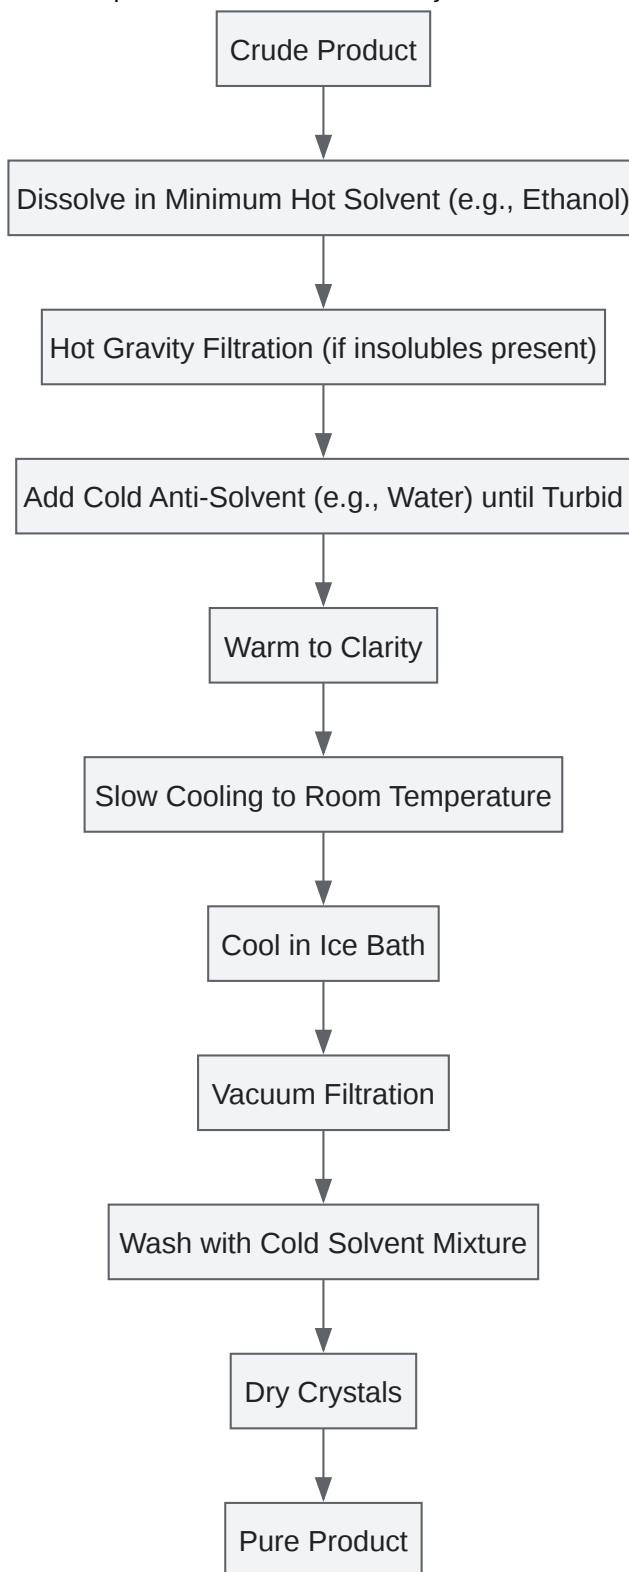 Crude Product
Dissolve in Minimum Hot Solvent (e.g., Ethanol)
Hot Gravity Filtration (if insolubles present)
Add Cold Anti-Solvent (e.g., Water) until Turbid
Warm to Clarity
Slow Cooling to Room Temperature
Cool in Ice Bath
Vacuum Filtration
Wash with Cold Solvent Mixture
Dry Crystals
Pure Product